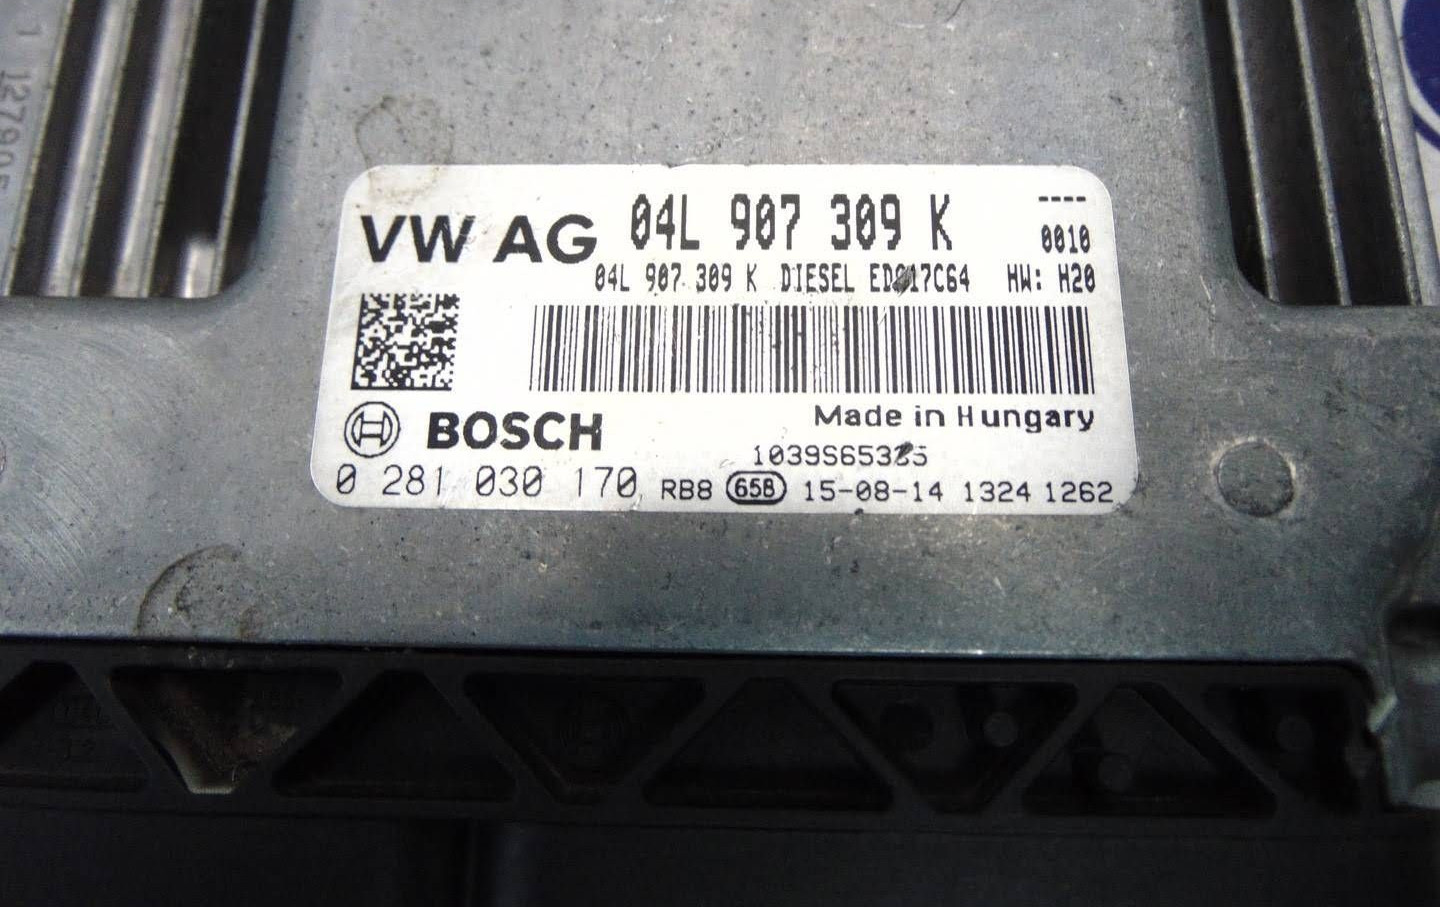 VW AG 04L 907 309 K ----
0010
04L 907 309 K DIESEL EDC17C64 HW: H20
BOSCH
Made in Hungary
0 281 030 170 RB8 658 15-08-14 1324 1262